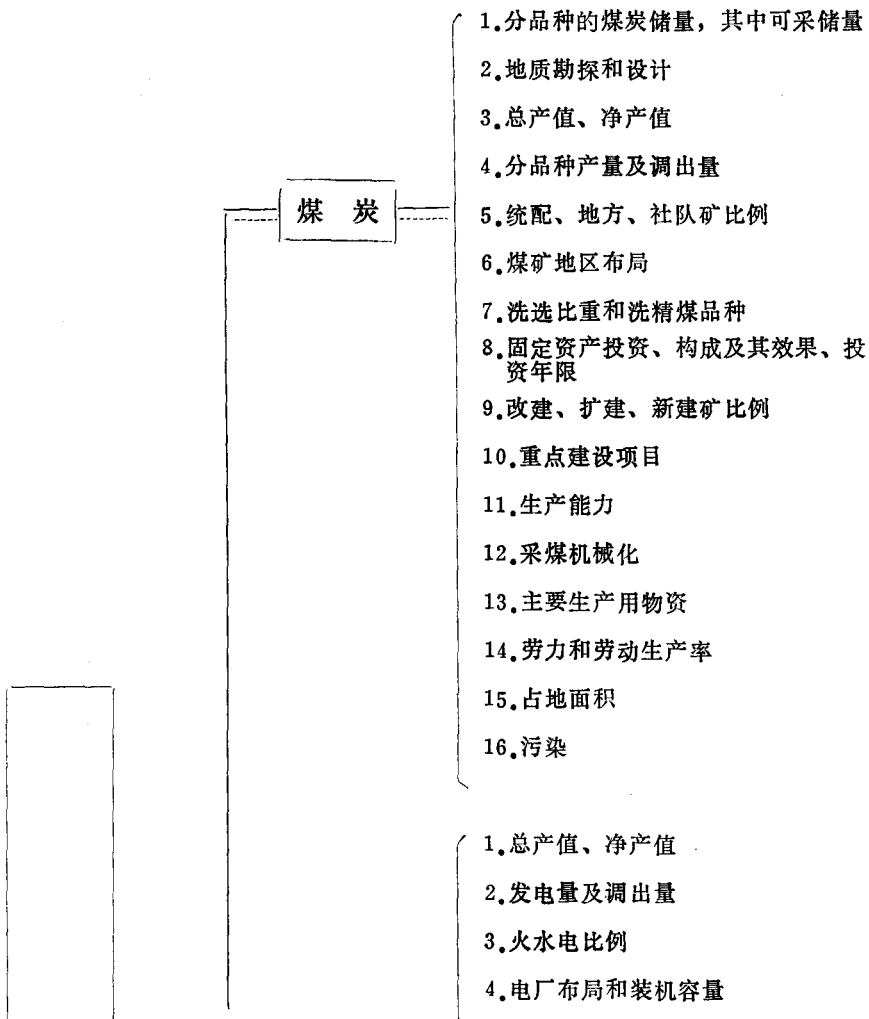 1.分品种的煤炭储量，其中可采储量
2.地质勘探和设计
3.总产值、净产值
4.分品种产量及调出量
煤 炭
5.统配、地方、社队矿比例
6.煤矿地区布局
7.洗选比重和洗精煤品种
8.固定资产投资、构成及其效果、投
资年限
9.改建、扩建、新建矿比例
10.重点建设项目
11.生产能力
12.采煤机械化
13.主要生产用物资
14.劳力和劳动生产率
15.占地面积
16.污染
1.总产值、净产值
2.发电量及调出量
3.火水电比例
4.电厂布局和装机容量